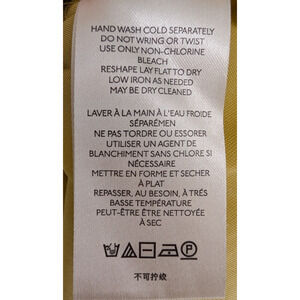 HAND WASH COLD SEPARATELY
DO NOT WRING OR TWIST
USE ONLY NON-CHLORINE
BLEACH
RESHAPE LAY FLAT TO DRY
LOW IRON AS NEEDED
MAY BE DRY CLEANED
LAVER À LA MAIN À L'EAU FROIDE
SÉPARÉMEN
NE PAS TORDRE OU ESSORER
UTILISER UN AGENT DE
BLANCHIMENT SANS CHLORE SI
NÉCESSAIRE
METTRE EN FORME ET SECHER
À PLAT
REPASSER, AU BESOIN, À TRÉS
BASSE TEMPÉRATURE
PEUT-ÊTRE ÊTRE NETTOYÉE
À SEC
P
不可拧绞